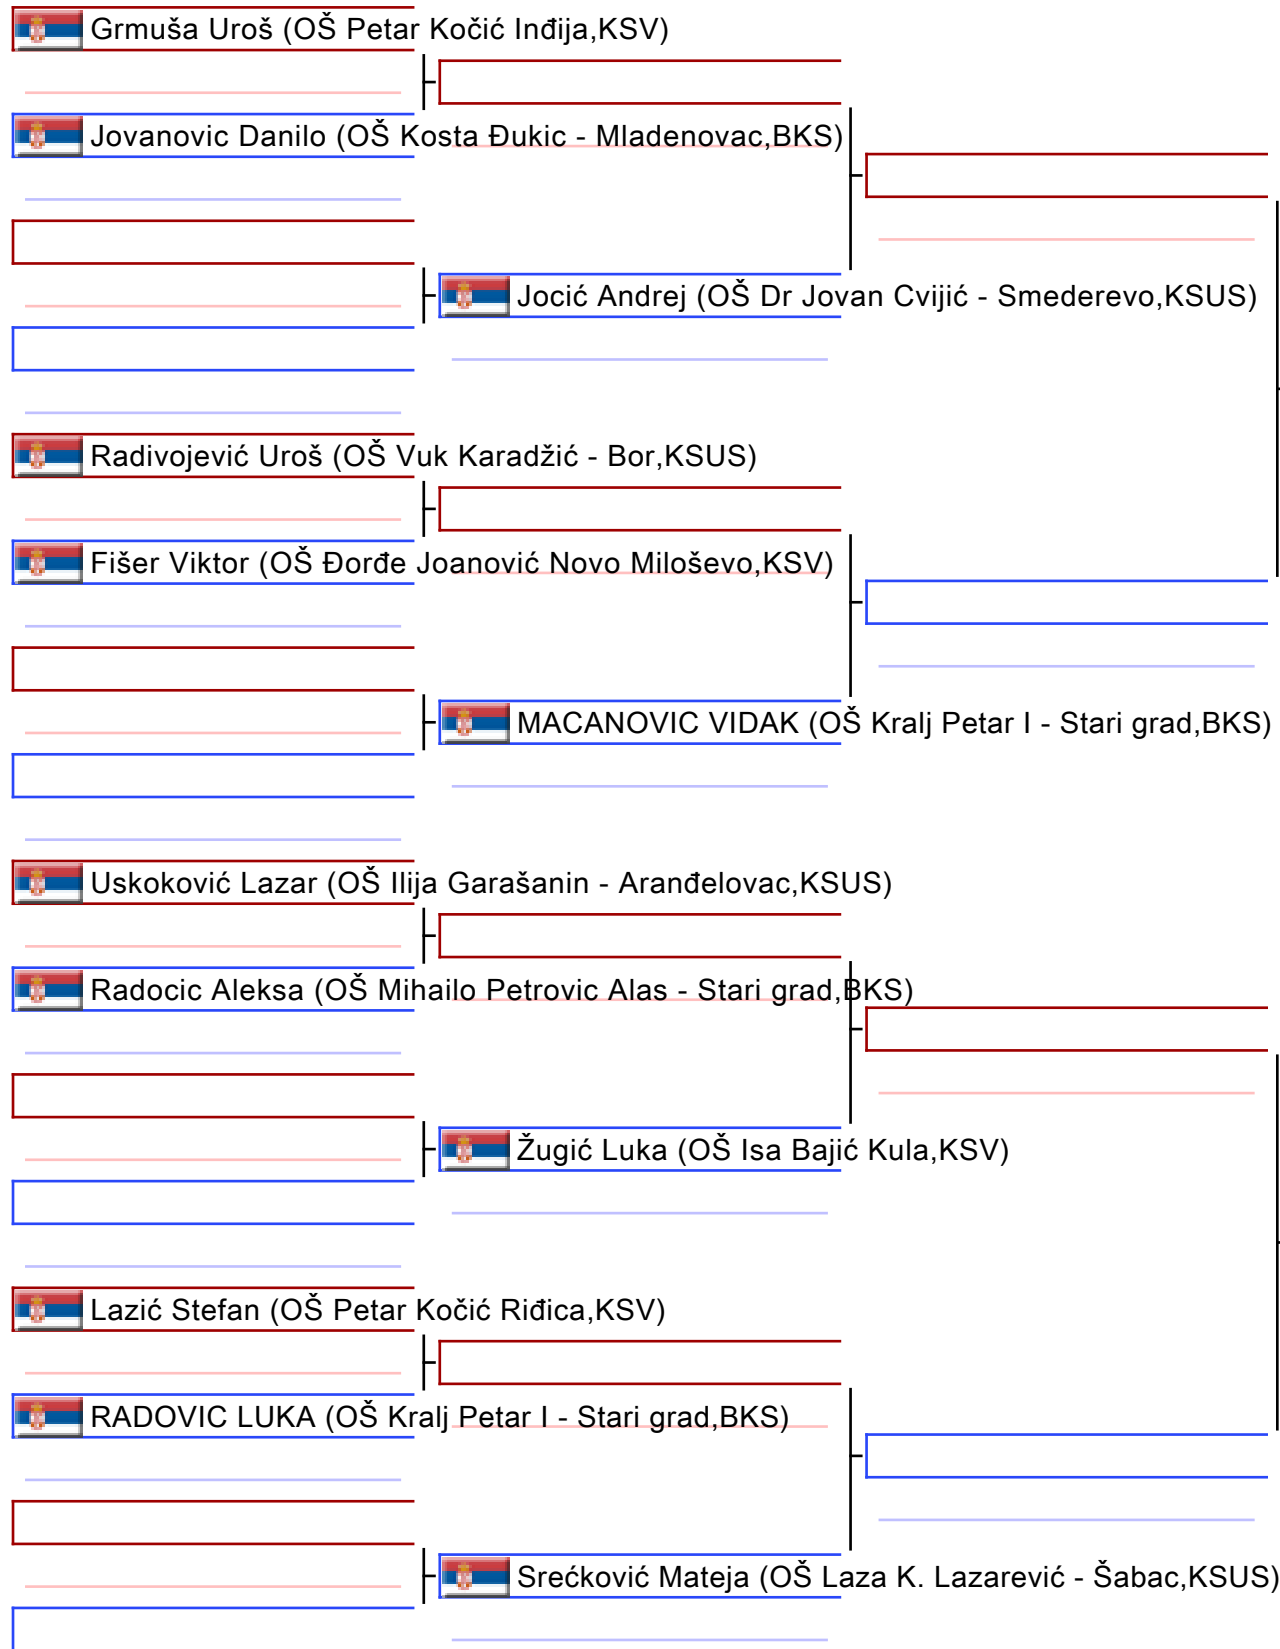 Grmuša Uroš (OŠ Petar Kočić Inđija,KSV)
Jovanovic Danilo (OŠ Kosta Đukic - Mladenovac,BKS)
Jocić Andrej (OŠ Dr Jovan Cvijić - Smederevo,KSUS)
Radivojević Uroš (OŠ Vuk Karadžić - Bor,KSUS)
Fišer Viktor (OŠ Đorđe Joanović Novo Miloševo,KSV)
MACANOVIC VIDAK (OŠ Kralj Petar I - Stari grad,BKS)
Uskoković Lazar (OŠ Ilija Garašanin - Aranđelovac,KSUS)
Radocic Aleksa (OŠ Mihailo Petrovic Alas - Stari grad,BKS)
Žugić Luka (OŠ Isa Bajić Kula,KSV)
Lazić Stefan (OŠ Petar Kočić Riđica,KSV)
RADOVIC LUKA (OŠ Kralj Petar I - Stari grad,BKS)
Srećković Mateja (OŠ Laza K. Lazarević - Šabac,KSUS)